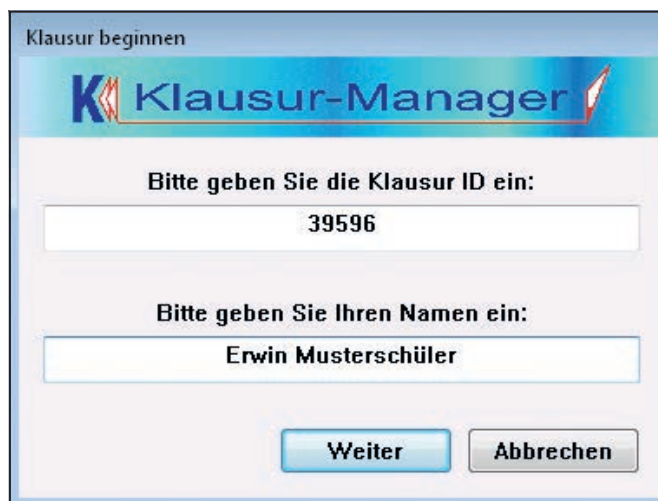 Klausur beginnen
K Klausur-Manager
Bitte geben Sie die Klausur ID ein:
39596
Bitte geben Sie Ihren Namen ein:
Erwin Musterschüler
Weiter Abbrechen